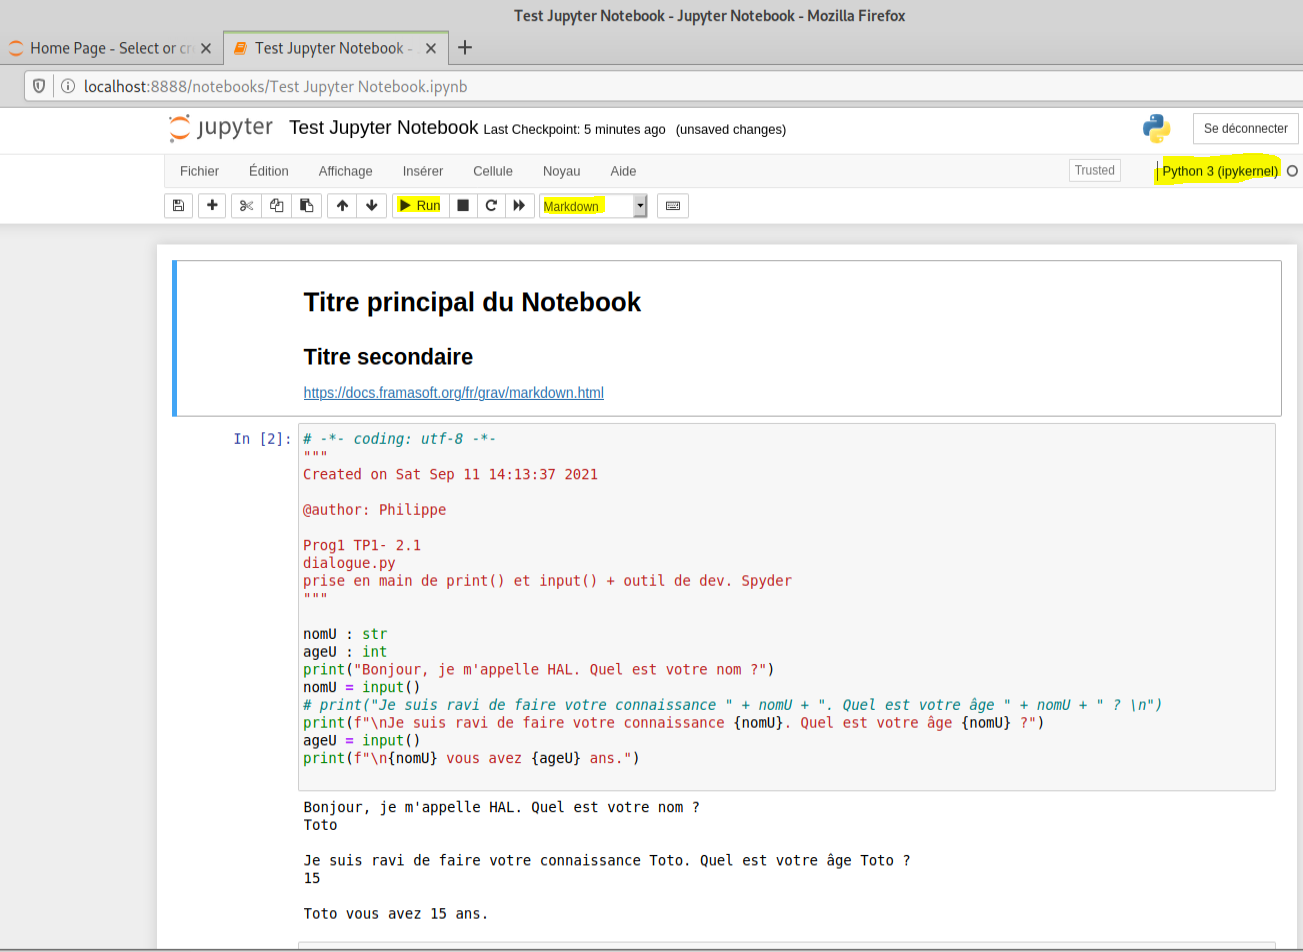 Test Jupyter Notebook - Jupyter Notebook - Mozilla Firefox
Home Page - Select or cre
Test Jupyter Notebook -
localhost:8888/notebooks/Test Jupyter Notebook.ipynb
jupyter Test Jupyter Notebook Last Checkpoint: 5 minutes ago (unsaved changes)
Se déconnecter
Fichier Édition Affichage Insérer Cellule Noyau Aide Trusted Python 3 (ipykernel)
Run Markdown
Titre principal du Notebook
Titre secondaire
https://docs.framasoft.org/fr/grav/markdown.html
In [2]: # -*- coding: utf-8 -*-
"""
Created on Sat Sep 11 14:13:37 2021
@author: Philippe
Prog1 TP1- 2.1
dialogue.py
prise en main de print() et input() + outil de dev. Spyder
"""
nomU : str
ageU : int
print("Bonjour, je m'appelle HAL. Quel est votre nom ?")
nomU = input()
# print("Je suis ravi de faire votre connaissance " + nomU + ". Quel est votre âge " + nomU + " ? \n")
print(f"\nJe suis ravi de faire votre connaissance {nomU}. Quel est votre âge {nomU} ?")
ageU = input()
print(f"\n{nomU} vous avez {ageU} ans.")
Bonjour, je m'appelle HAL. Quel est votre nom ?
Toto
Je suis ravi de faire votre connaissance Toto. Quel est votre âge Toto ?
15
Toto vous avez 15 ans.